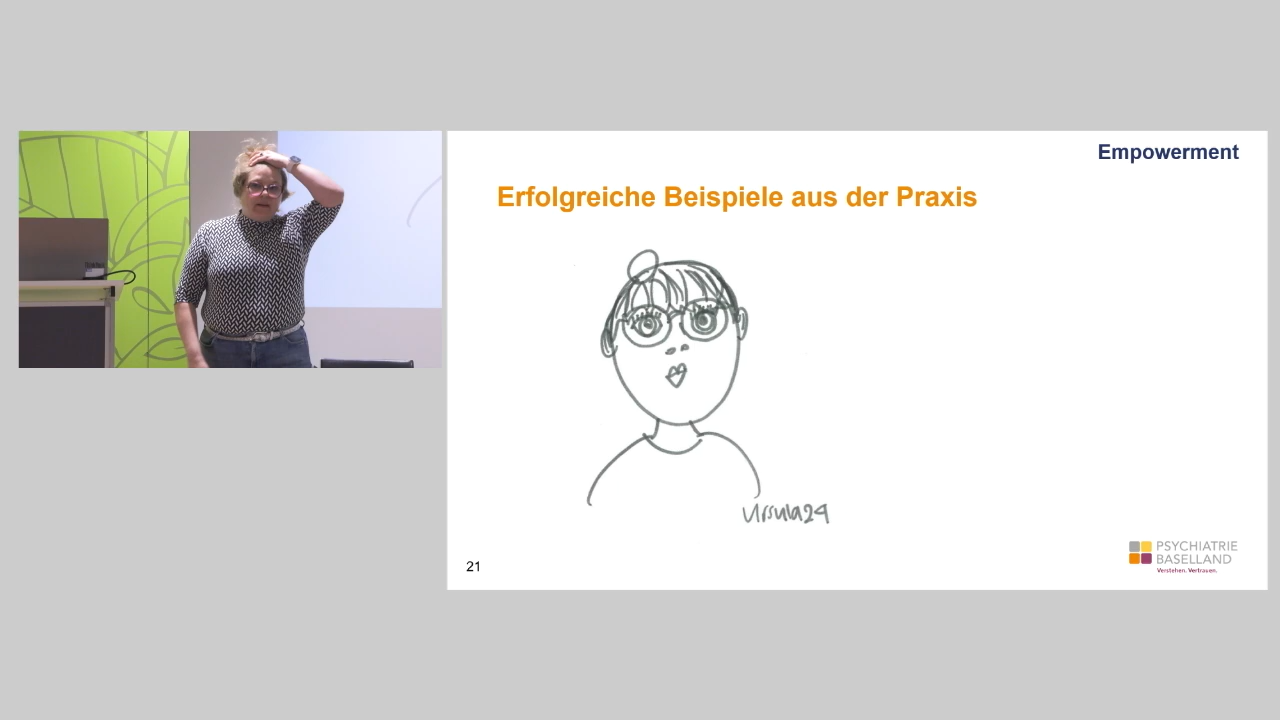 Empowerment
Erfolgreiche Beispiele aus der Praxis
Ursula24
21
PSYCHIATRIE
BASELLAND
Verstehen. Vertrauen.